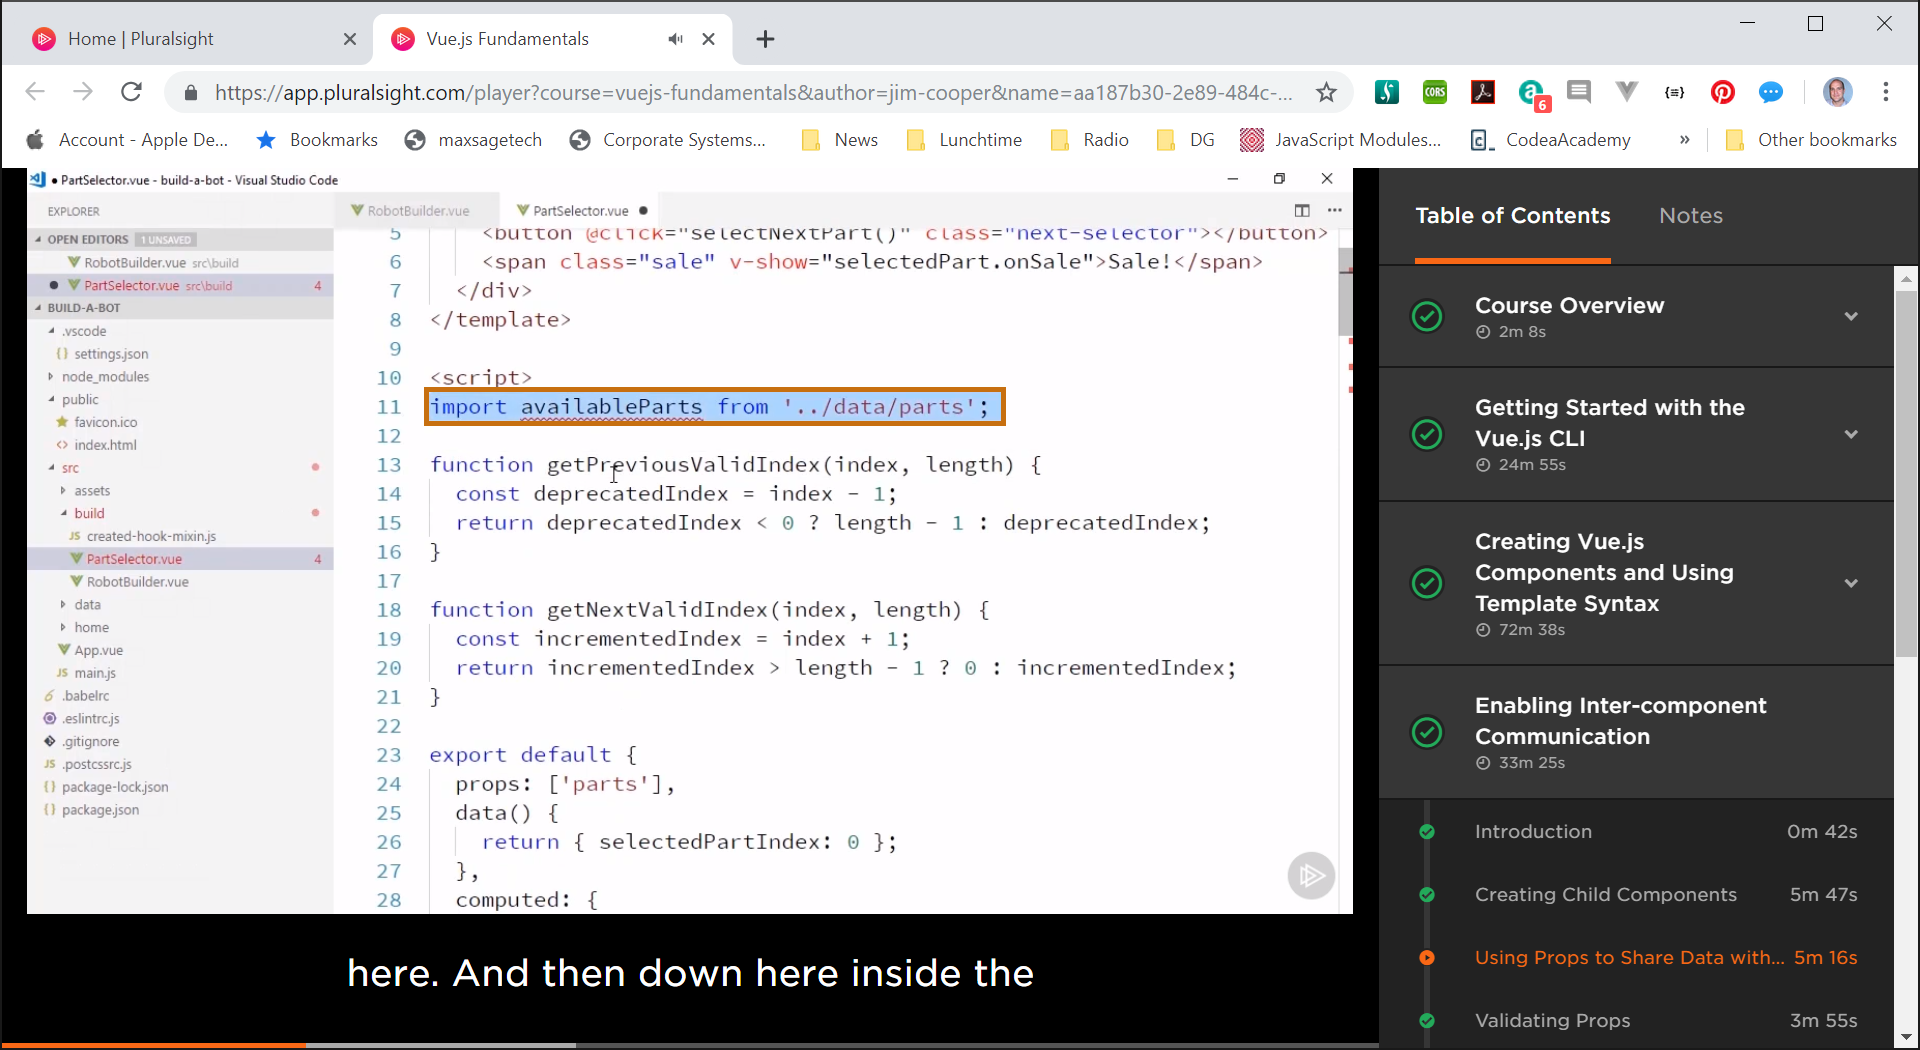 Home | Pluralsight
Vue.js Fundamentals
https://app.pluralsight.com/player?course=vuejs-fundamentals&author=jim-cooper&name=aa187b30-2e89-484c-...
CORS
6
{≡}
Account - Apple De...
Bookmarks
maxsagetech
Corporate Systems...
News
Lunchtime
Radio
DG
JavaScript Modules...
CodeaAcademy
»
Other bookmarks
● PartSelector.vue - build-a-bot - Visual Studio Code
EXPLORER
OPEN EDITORS 1 UNSAVED
RobotBuilder.vue src\build
PartSelector.vue src\build 4
BUILD-A-BOT
.vscode
{} settings.json
node_modules
public
favicon.ico
<> index.html
src
assets
build
JS created-hook-mixin.js
PartSelector.vue 4
RobotBuilder.vue
data
home
App.vue
JS main.js
.babelrc
.eslintrc.js
.gitignore
JS .postcssrc.js
{} package-lock.json
{} package.json
RobotBuilder.vue
PartSelector.vue ●
5 <button @click="selectNextPart()" class="next-selector"></button>
6 <span class="sale" v-show="selectedPart.onSale">Sale!</span>
7 </div>
8 </template>
9
10 <script>
11 import availableParts from '../data/parts';
12
13 function getPreviousValidIndex(index, length) {
14 const deprecatedIndex = index - 1;
15 return deprecatedIndex < 0 ? length - 1 : deprecatedIndex;
16 }
17
18 function getNextValidIndex(index, length) {
19 const incrementedIndex = index + 1;
20 return incrementedIndex > length - 1 ? 0 : incrementedIndex;
21 }
22
23 export default {
24 props: ['parts'],
25 data() {
26 return { selectedPartIndex: 0 };
27 },
28 computed: {
here. And then down here inside the
Table of Contents
Notes
Course Overview
2m 8s
Getting Started with the
Vue.js CLI
24m 55s
Creating Vue.js
Components and Using
Template Syntax
72m 38s
Enabling Inter-component
Communication
33m 25s
Introduction 0m 42s
Creating Child Components 5m 47s
Using Props to Share Data with... 5m 16s
Validating Props 3m 55s